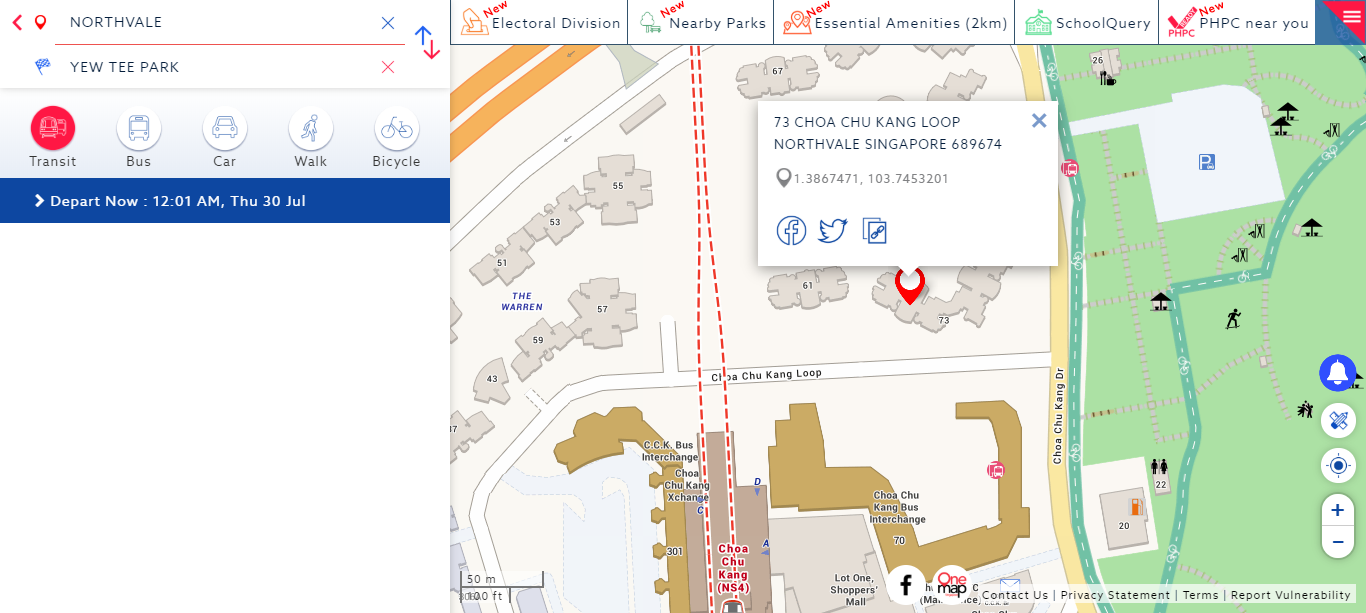 NORTHVALE
YEW TEE PARK
Transit
Bus
Car
Walk
Bicycle
Depart Now : 12:01 AM, Thu 30 Jul
New
Electoral Division
New
Nearby Parks
New
Essential Amenities (2km)
SchoolQuery
READY
PHPC
New
PHPC near you
67
26
73 CHOA CHU KANG LOOP
NORTHVALE SINGAPORE 689674
1.3867471, 103.7453201
55
53
51
THE
WARREN
57
59
61
73
43
37
Choa Chu Kang Loop
Choa Chu Kang Dr
C.C.K. Bus
Interchange
Choa
Chu Kang
Xchange
C
D
A
301
Choa
Chu
Kang
(NS4)
Choa Chu
Kang Bus
Interchange
70
Lot One,
Shoppers'
Mall
22
20
+
−
50 m
100 ft
One
map
Contact Us | Privacy Statement | Terms | Report Vulnerability